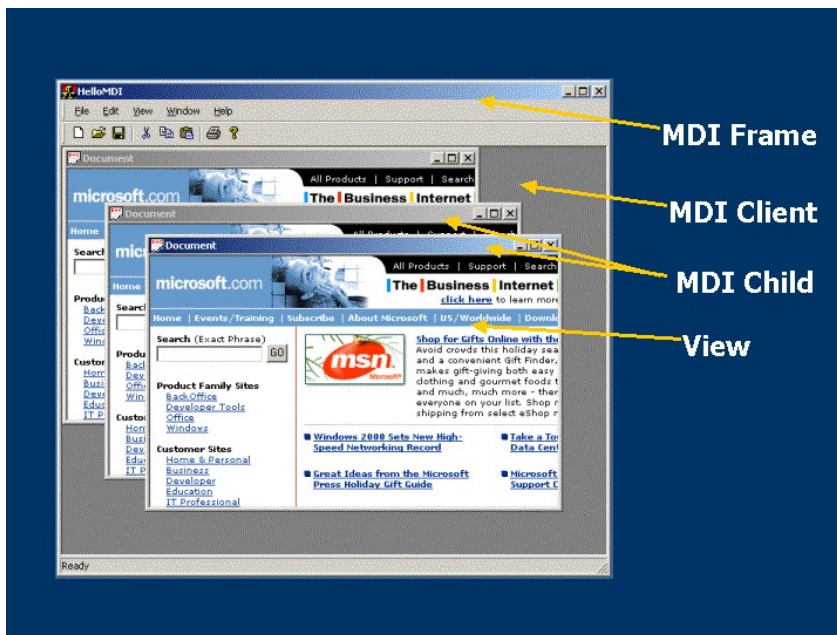 HelloMDI
File Edit View Window Help
MDI Frame
Document
All Products | Support | Search
microsoft.com
The Business Internet
MDI Client
Home
Document
Search
MDI Child
Document
All Products | Support | Search
microsoft.com
The Business Internet
click here to learn more
Home | Events/Training | Subscribe | About Microsoft | US/Worldwide | Downlo
View
Search (Exact Phrase)
GO
msn.
Microsoft
Shop for Gifts Online with the
Avoid crowds this holiday sea
and a convenient Gift Finder,
makes gift-giving both easy
clothing and gourmet foods t
and much, much more - ther
everyone on your list. Shop
shipping from select eShop
Product Family Sites
BackOffice
Developer Tools
Office
Windows
Customer Sites
Home & Personal
Business
Developer
Education
IT Professional
Windows 2000 Sets New High-
Speed Networking Record
Take a To
Data Cen
Great Ideas from the Microsoft
Press Holiday Gift Guide
Microsoft
Support C
Ready